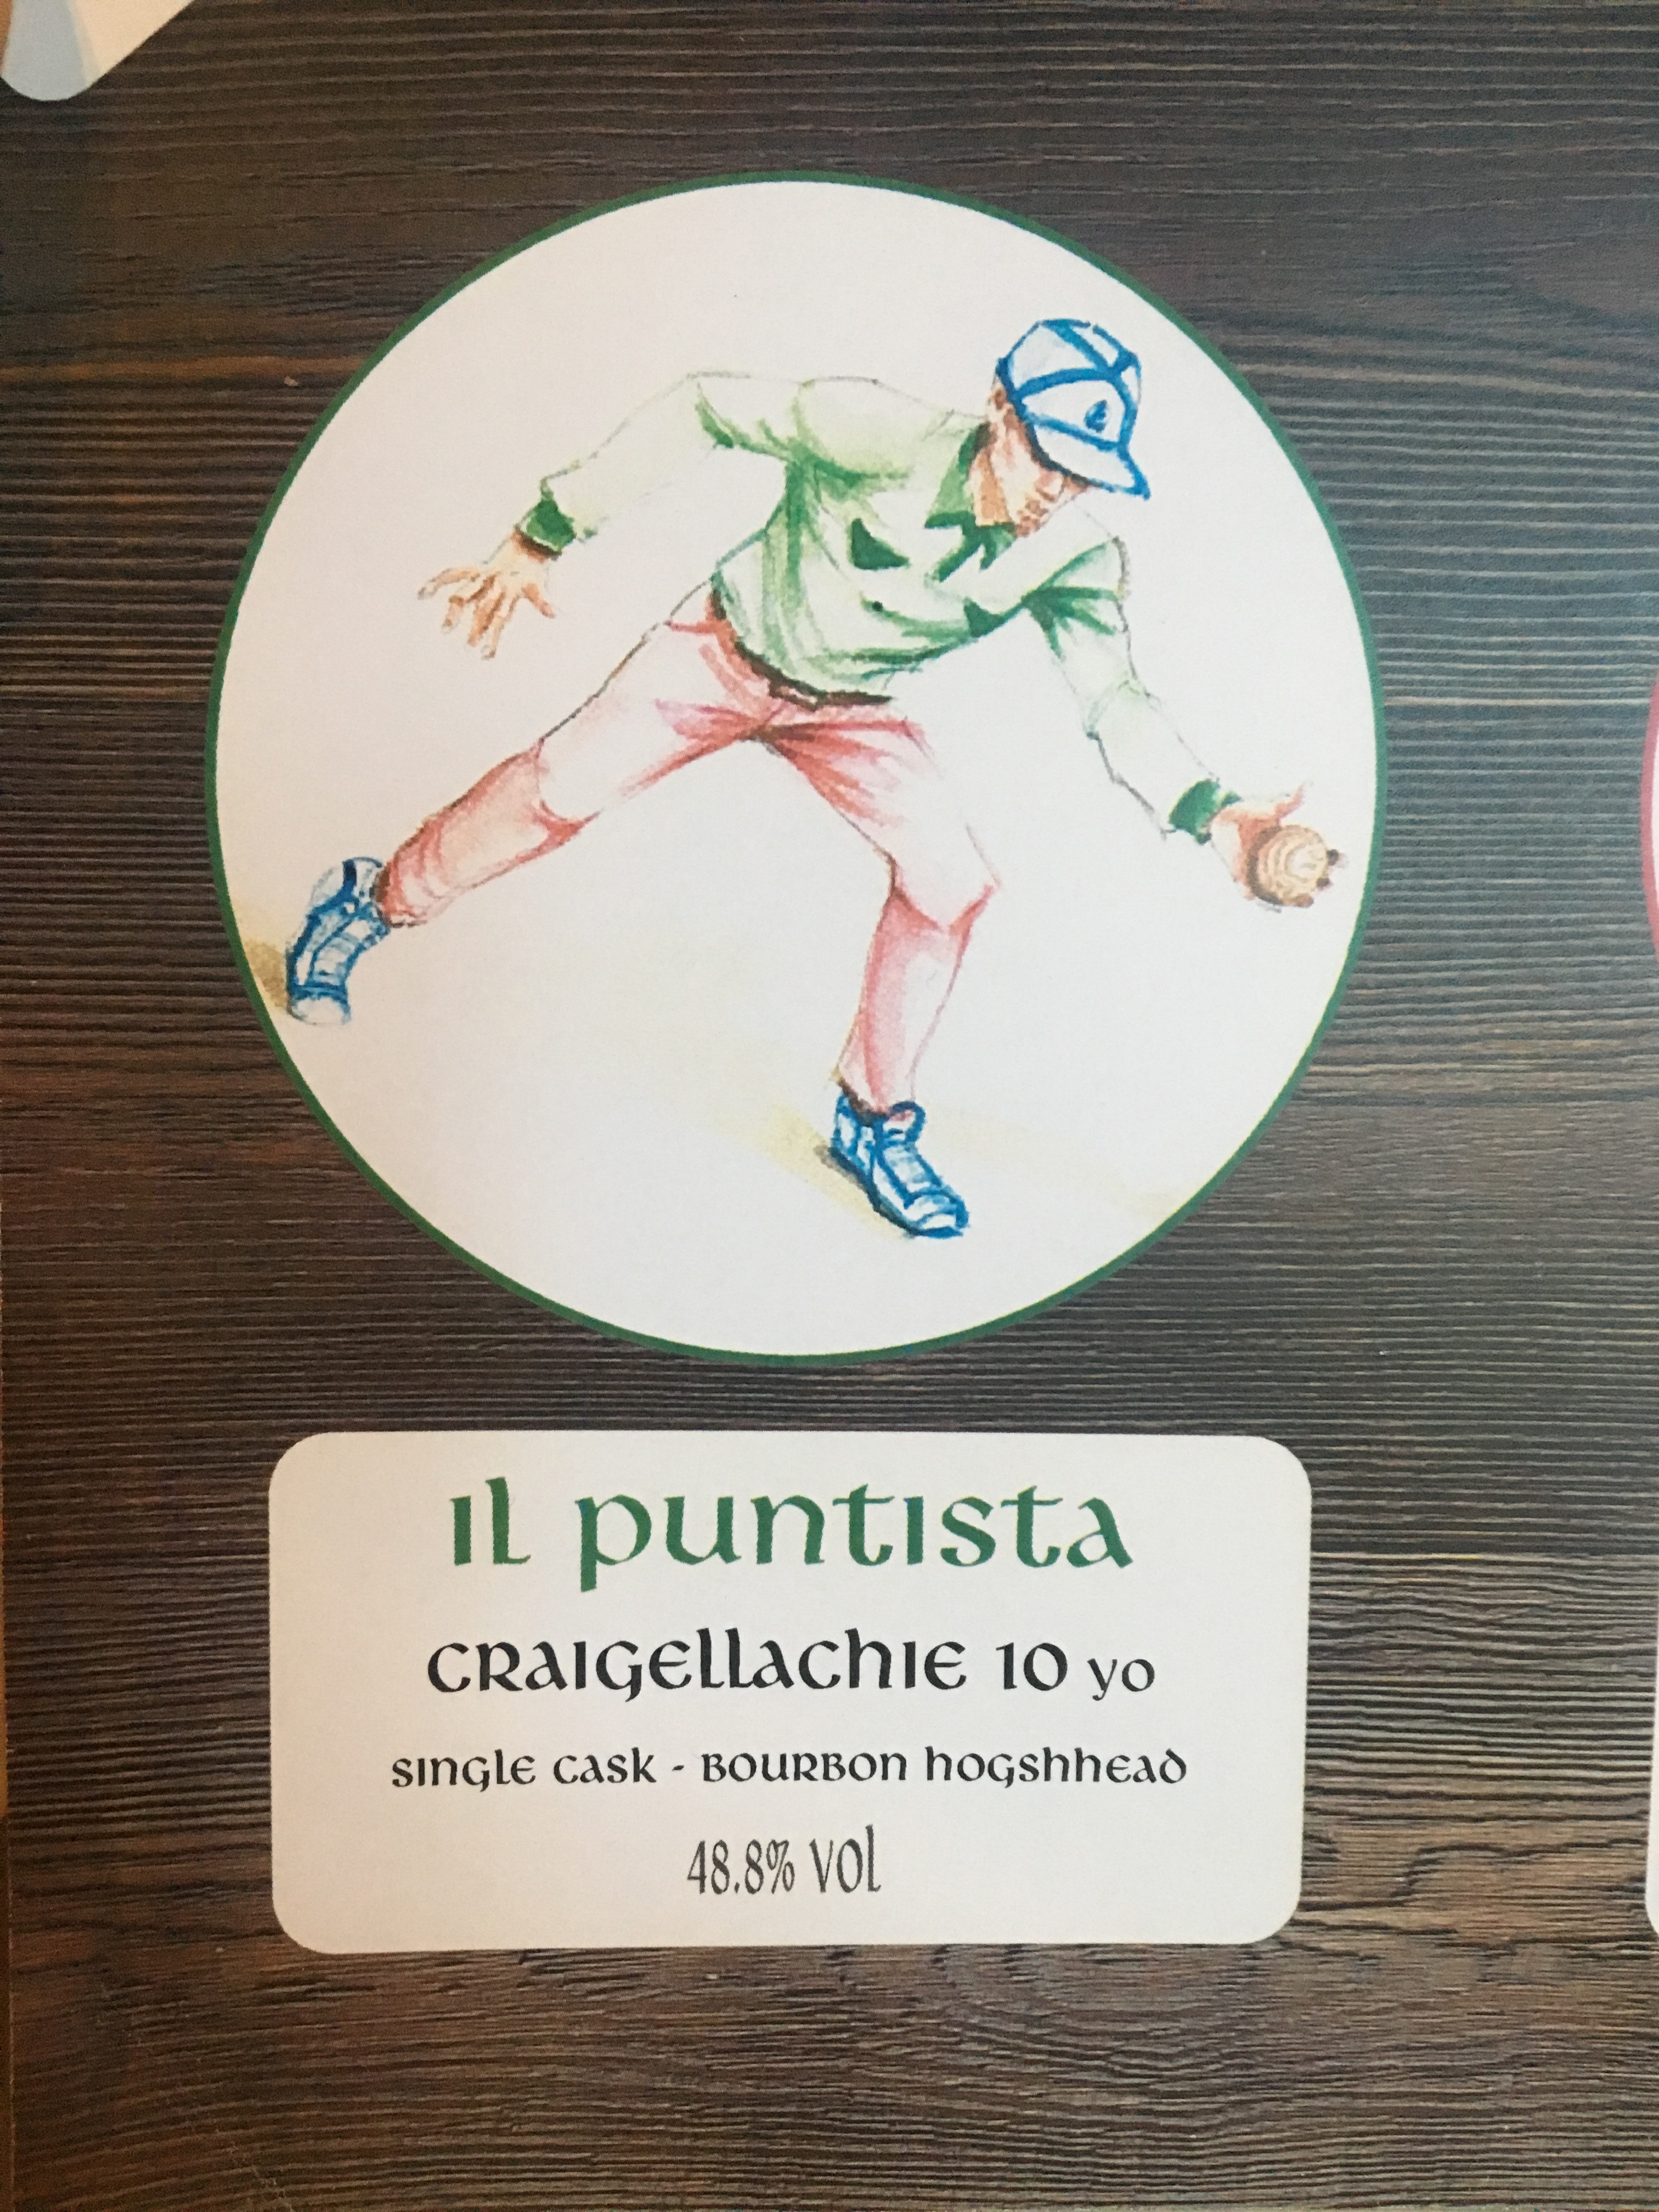 il puntista
CRAIGELLACHIE 10 yo
SINGLE CASK - BOURBON HOGSHHEAD
48.8% VOL